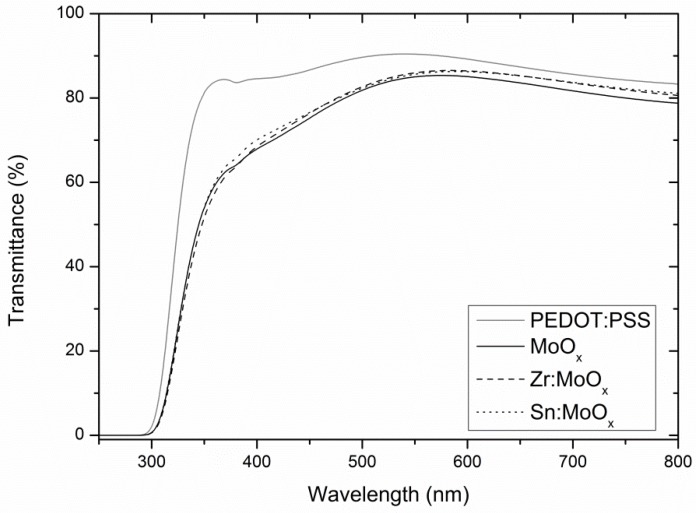 100
80
60
40
20
0
Transmittance (%)
PEDOT:PSS
MoOx
Zr:MoOx
Sn:MoOx
300 400 500 600 700 800
Wavelength (nm)